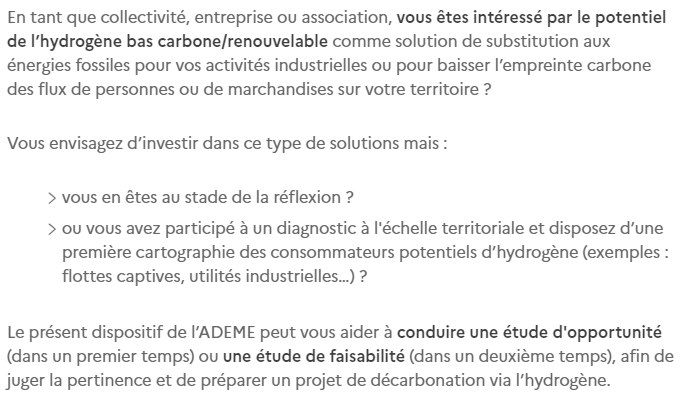 En tant que collectivité, entreprise ou association, vous êtes intéressé par le potentiel
de l’hydrogène bas carbone/renouvelable comme solution de substitution aux
énergies fossiles pour vos activités industrielles ou pour baisser l’empreinte carbone
des flux de personnes ou de marchandises sur votre territoire ?
Vous envisagez d’investir dans ce type de solutions mais :
> vous en êtes au stade de la réflexion ?
> ou vous avez participé à un diagnostic à l'échelle territoriale et disposez d’une
première cartographie des consommateurs potentiels d’hydrogène (exemples :
flottes captives, utilités industrielles…) ?
Le présent dispositif de l’ADEME peut vous aider à conduire une étude d'opportunité
(dans un premier temps) ou une étude de faisabilité (dans un deuxième temps), afin de
juger la pertinence et de préparer un projet de décarbonation via l’hydrogène.